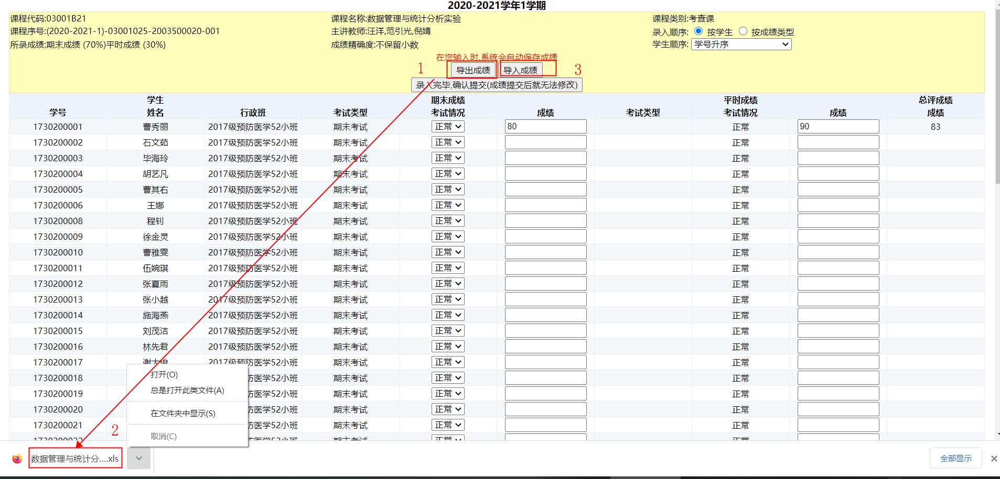 2020-2021学年1学期
课程代码:03001B21 课程名称:数据管理与统计分析实验 课程类别:考查课
课程序号:(2020-2021-1)-03001025-2003500020-001 主讲教师:汪洋,范引光,倪婧 录入顺序: 按学生 按成绩类型
所录成绩:期末成绩 (70%)平时成绩 (30%) 成绩精确度:不保留小数 学生顺序: 学号升序
在您输入时,系统会自动保存成绩
1 导出成绩 导入成绩 3
录入完毕,确认提交(成绩提交后就无法修改)
学生 期末成绩 平时成绩 总评成绩
学号 姓名 行政班 考试类型 考试情况 成绩 考试类型 考试情况 成绩 成绩
1730200001 曹秀丽 2017级预防医学52小班 期末考试 正常 80 正常 90 83
1730200002 石文茹 2017级预防医学52小班 期末考试 正常 正常
1730200003 毕海玲 2017级预防医学52小班 期末考试 正常 正常
1730200004 胡艺凡 2017级预防医学52小班 期末考试 正常 正常
1730200005 曹其右 2017级预防医学52小班 期末考试 正常 正常
1730200006 王娜 2017级预防医学52小班 期末考试 正常 正常
1730200008 程钊 2017级预防医学52小班 期末考试 正常 正常
1730200009 徐金灵 2017级预防医学52小班 期末考试 正常 正常
1730200010 曹雅雯 2017级预防医学52小班 期末考试 正常 正常
1730200011 伍婉琪 2017级预防医学52小班 期末考试 正常 正常
1730200012 张夏雨 2017级预防医学52小班 期末考试 正常 正常
1730200013 张小越 2017级预防医学52小班 期末考试 正常 正常
1730200014 施海燕 2017级预防医学52小班 期末考试 正常 正常
1730200015 刘茂洁 2017级预防医学52小班 期末考试 正常 正常
1730200016 林先君 2017级预防医学52小班 期末考试 正常 正常
1730200017 谢大俊 2017级预防医学52小班 期末考试 正常 正常
1730200018 防医学52小班 期末考试 正常 正常
1730200019 防医学52小班 期末考试 正常 正常
1730200020 防医学52小班 期末考试 正常 正常
1730200021 防医学52小班 期末考试 正常 正常
1730200022 防医学52小班 期末考试 正常 正常
打开(O)
总是打开此类文件(A)
在文件夹中显示(S)
取消(C)
2
数据管理与统计分....xls
全部显示